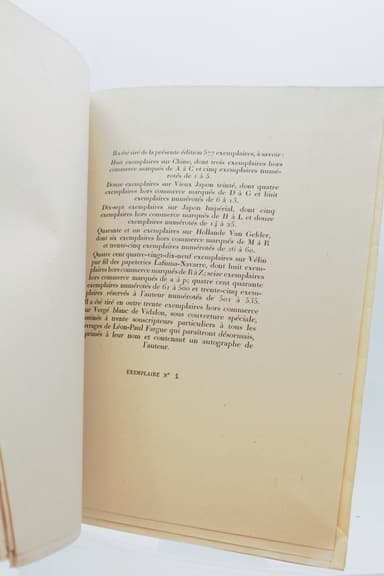 Il a été tiré de la présente édition 577 exemplaires, à savoir :
Huit exemplaires sur Chine, dont trois exemplaires hors
commerce marqués de A à C et cinq exemplaires numé-
rotés de 1 à 5.
Douze exemplaires sur Vieux Japon teinté, dont quatre
exemplaires hors commerce marqués de D à G et huit
exemplaires numérotés de 6 à 13.
Dix-sept exemplaires sur Japon Impérial, dont cinq
exemplaires hors commerce marqués de H à L et douze
exemplaires numérotés de 14 à 25.
Quarante et un exemplaires sur Hollande Van Gelder,
dont six exemplaires hors commerce marqués de M à R
et trente-cinq exemplaires numérotés de 26 à 60.
Quatre cent quatre-vingt-dix-neuf exemplaires sur Vélin
pur fil des papeteries Lafuma-Navarre, dont huit exem-
plaires hors commerce marqués de R à Z; seize exemplaires
hors commerce marqués de a à p; quatre cent quarante
exemplaires numérotés de 61 à 500 et trente-cinq exem-
plaires réservés à l'auteur numérotés de 501 à 535.
Il a été tiré en outre trente exemplaires hors commerce
sur Vergé blanc de Vidalon, sous couverture spéciale,
destinés à trente souscripteurs particuliers à tous les
ouvrages de Léon-Paul Fargue qui paraîtront désormais,
imprimés à leur nom et contenant un autographe de
l'auteur.
EXEMPLAIRE N°